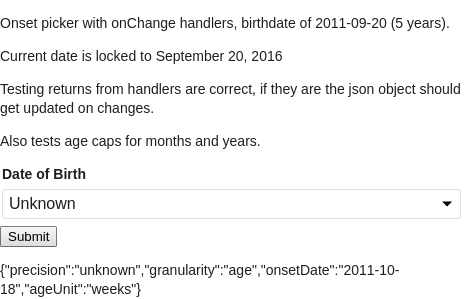 Onset picker with onChange handlers, birthdate of 2011-09-20 (5 years).
Current date is locked to September 20, 2016
Testing returns from handlers are correct, if they are the json object should
get updated on changes.
Also tests age caps for months and years.
Date of Birth
Unknown
Submit
{"precision":"unknown","granularity":"age","onsetDate":"2011-10-
18","ageUnit":"weeks"}